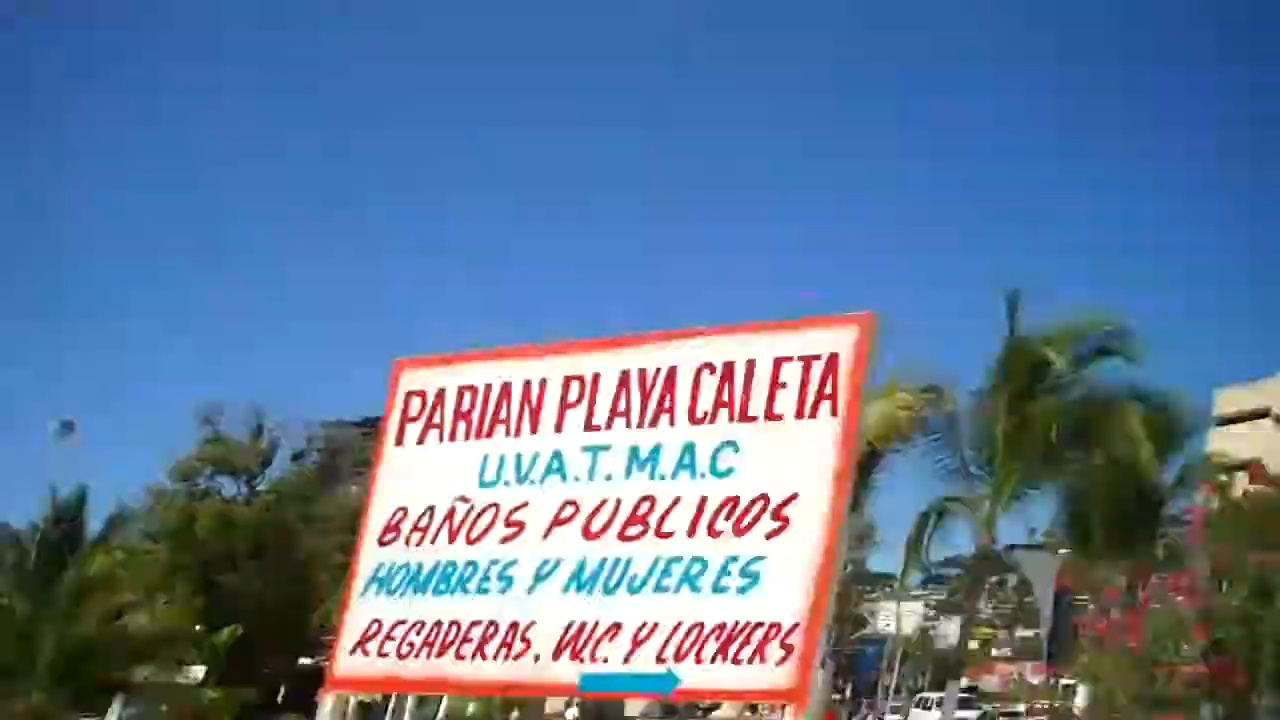 PARIAN PLAYA CALETA
U.V.A.T. M.A.C
BAÑOS PUBLICOS
HOMBRES Y MUJERES
REGADERAS, W.C. Y LOCKERS